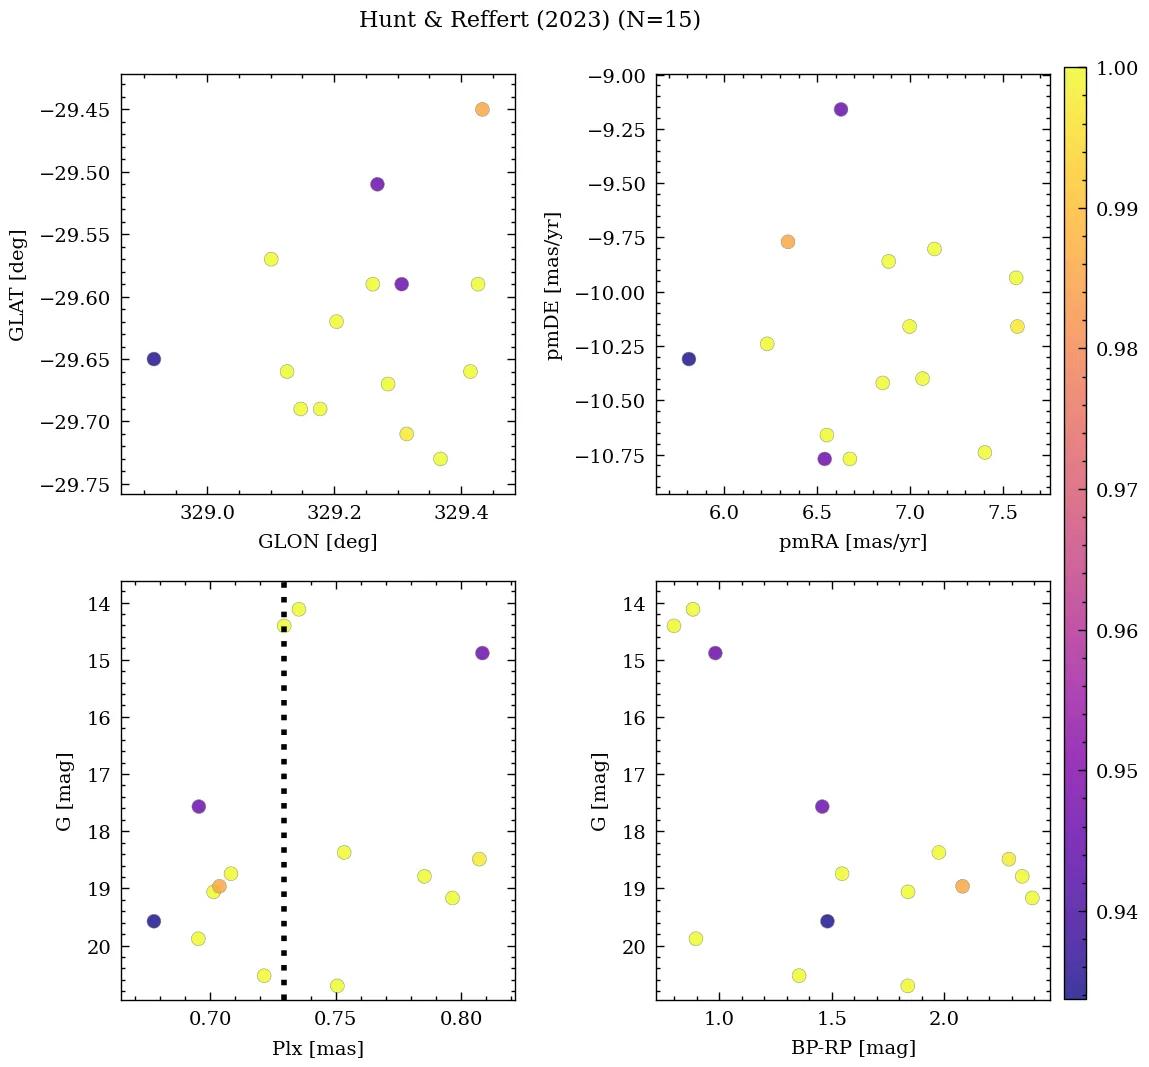 Hunt & Reffert (2023) (N=15)
−29.45
−29.50
−29.55
−29.60
−29.65
−29.70
−29.75
GLAT [deg]
329.0 329.2 329.4
GLON [deg]
−9.00
−9.25
−9.50
−9.75
−10.00
−10.25
−10.50
−10.75
pmDE [mas/yr]
6.0 6.5 7.0 7.5
pmRA [mas/yr]
14
15
16
17
18
19
20
G [mag]
0.70 0.75 0.80
Plx [mas]
14
15
16
17
18
19
20
G [mag]
1.0 1.5 2.0
BP-RP [mag]
1.00
0.99
0.98
0.97
0.96
0.95
0.94